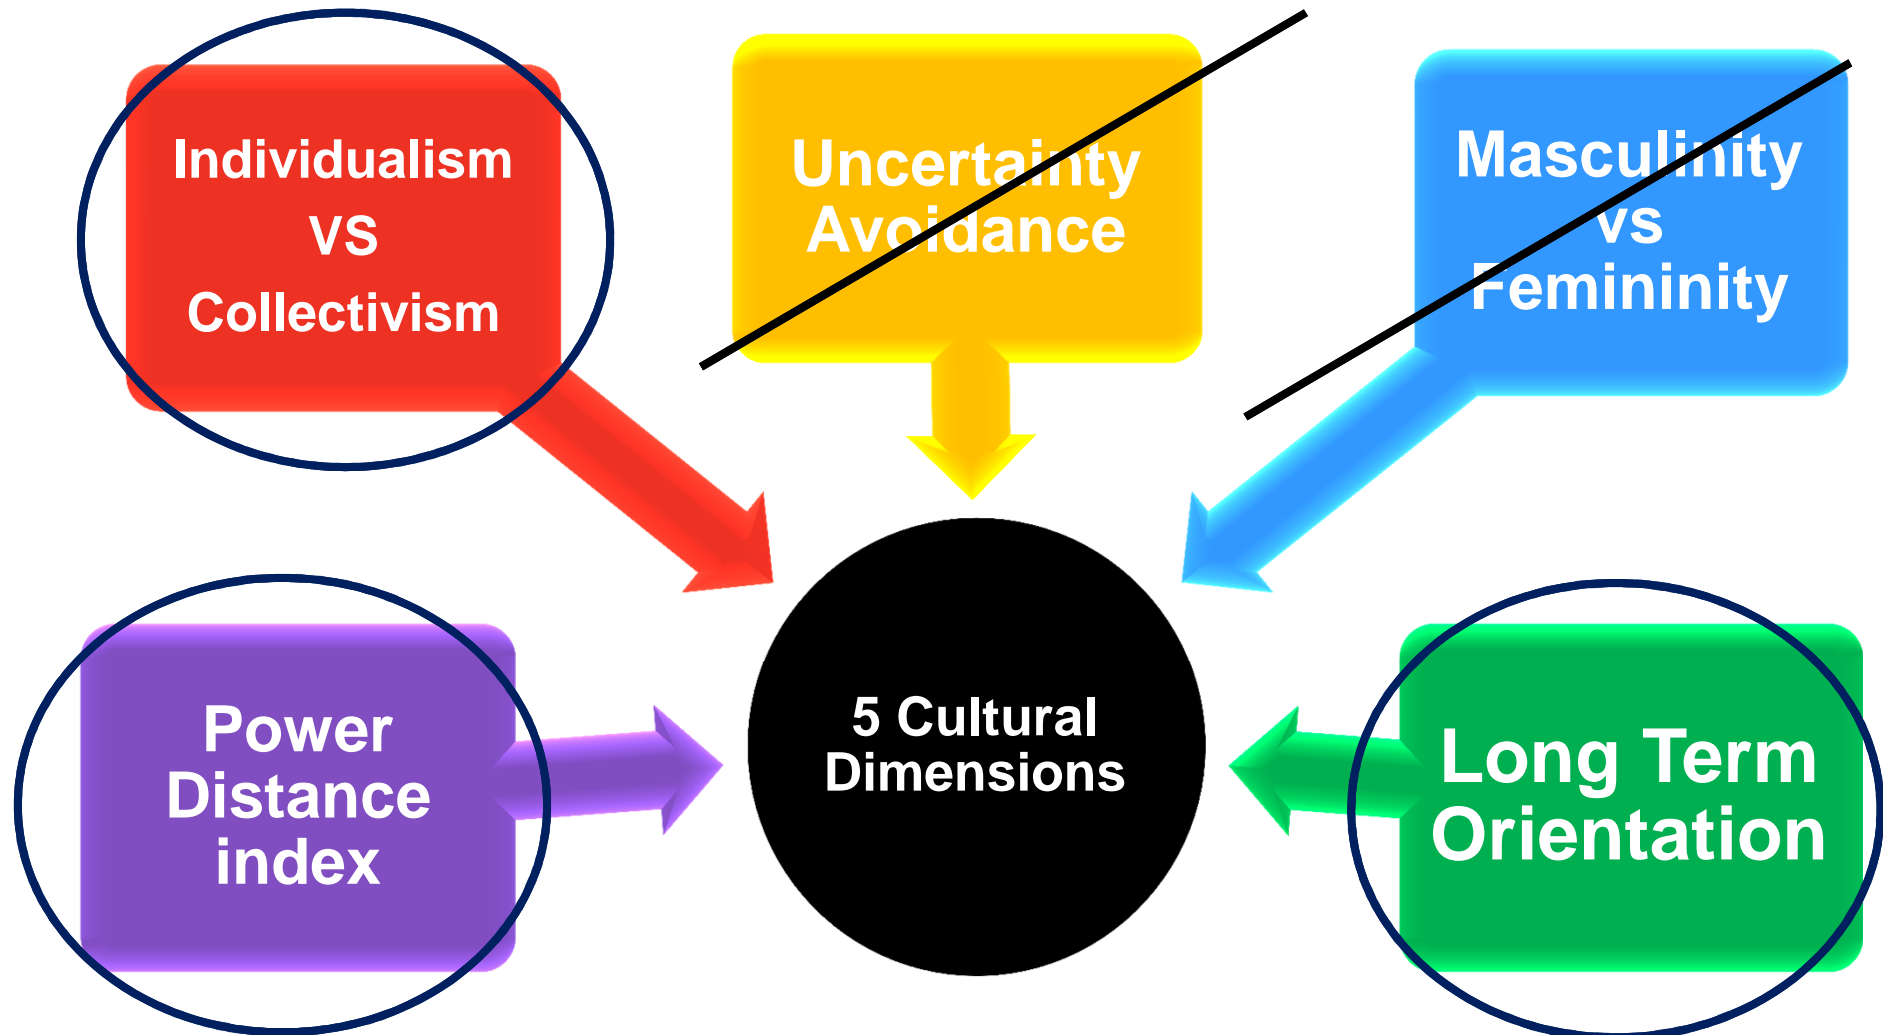 Individualism
VS
Collectivism
Uncertainty
Avoidance
Masculinity
vs
Femininity
Power
Distance
index
5 Cultural
Dimensions
Long Term
Orientation